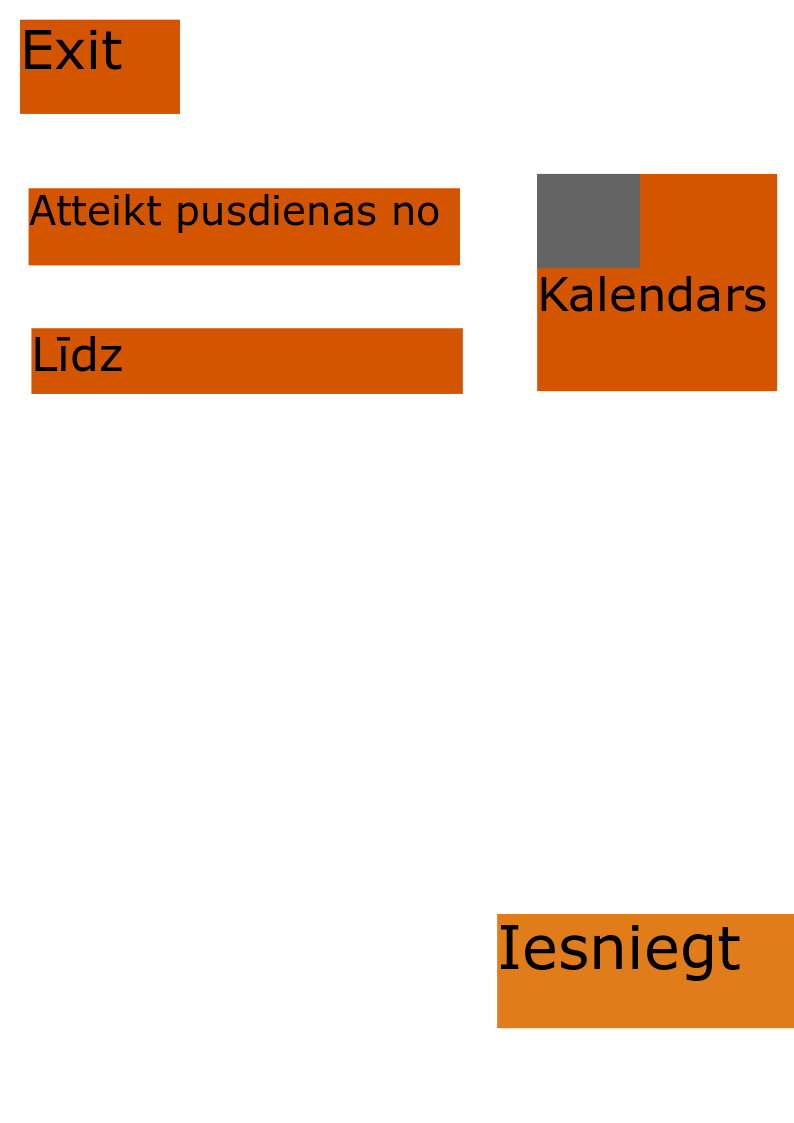 Exit
Atteikt pusdienas no
Kalendars
Līdz
Iesniegt